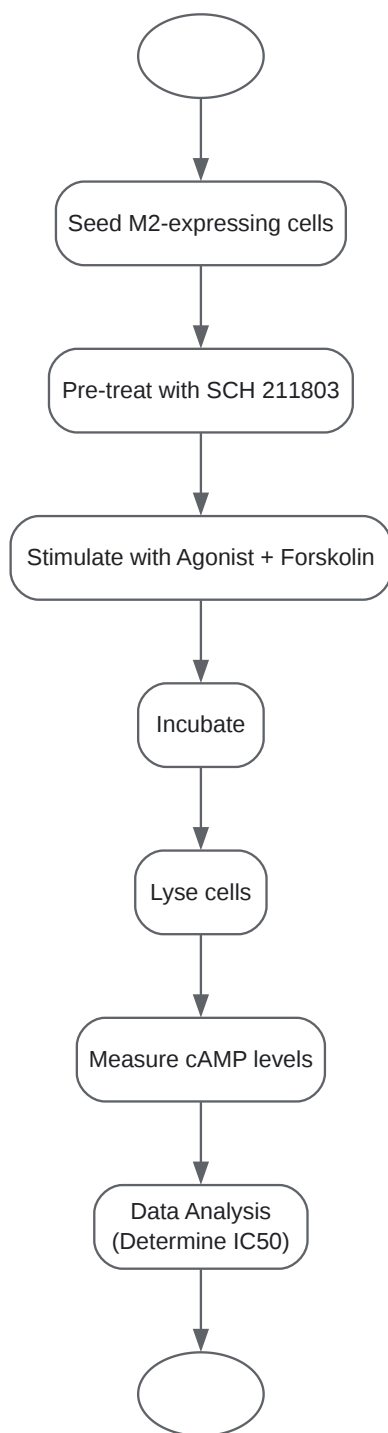 Seed M2-expressing cells
Pre-treat with SCH 211803
Stimulate with Agonist + Forskolin
Incubate
Lyse cells
Measure cAMP levels
Data Analysis
(Determine IC50)